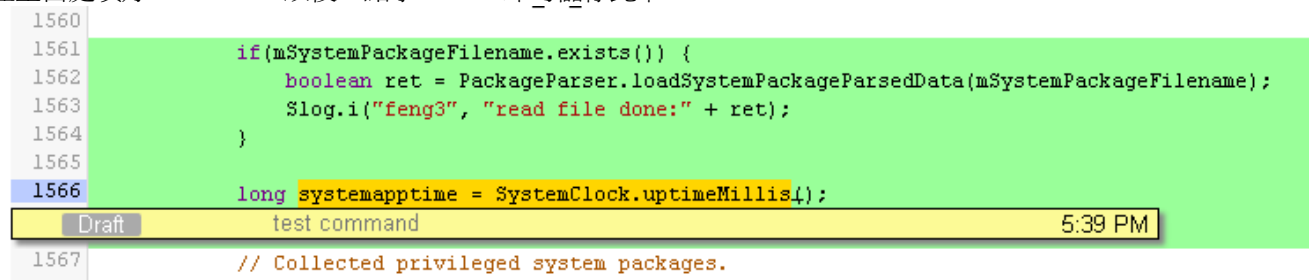 1560
1561 if(mSystemPackageFilename.exists()) {
1562 boolean ret = PackageParser.loadSystemPackageParsedData(mSystemPackageFilename);
1563 Slog.i("feng3", "read file done:" + ret);
1564 }
1565
1566 long systemapptime = SystemClock.uptimeMillis();
Draft test command 5:39 PM
1567 // Collected privileged system packages.